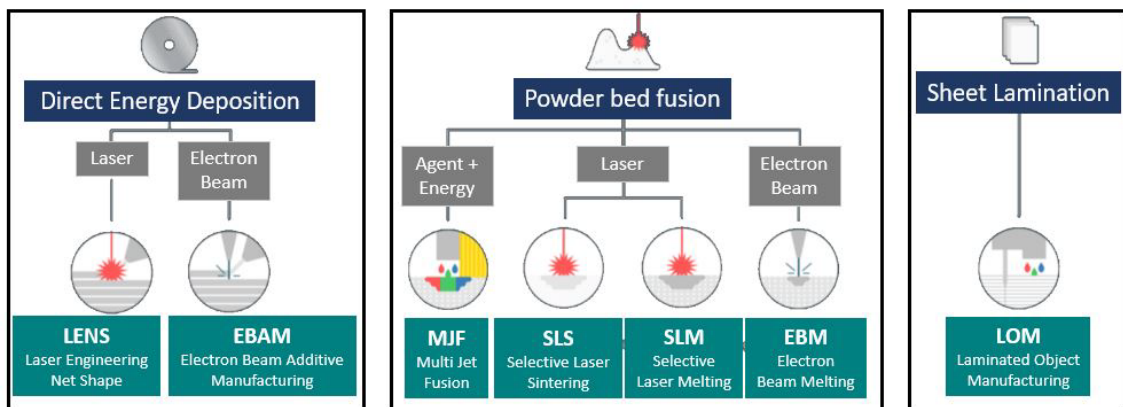 Direct Energy Deposition
Laser
Electron
Beam
LENS
Laser Engineering
Net Shape
EBAM
Electron Beam Additive
Manufacturing
Powder bed fusion
Agent +
Energy
Laser
Electron
Beam
MJF
Multi Jet
Fusion
SLS
Selective Laser
Sintering
SLM
Selective
Laser Melting
EBM
Electron
Beam Melting
Sheet Lamination
LOM
Laminated Object
Manufacturing